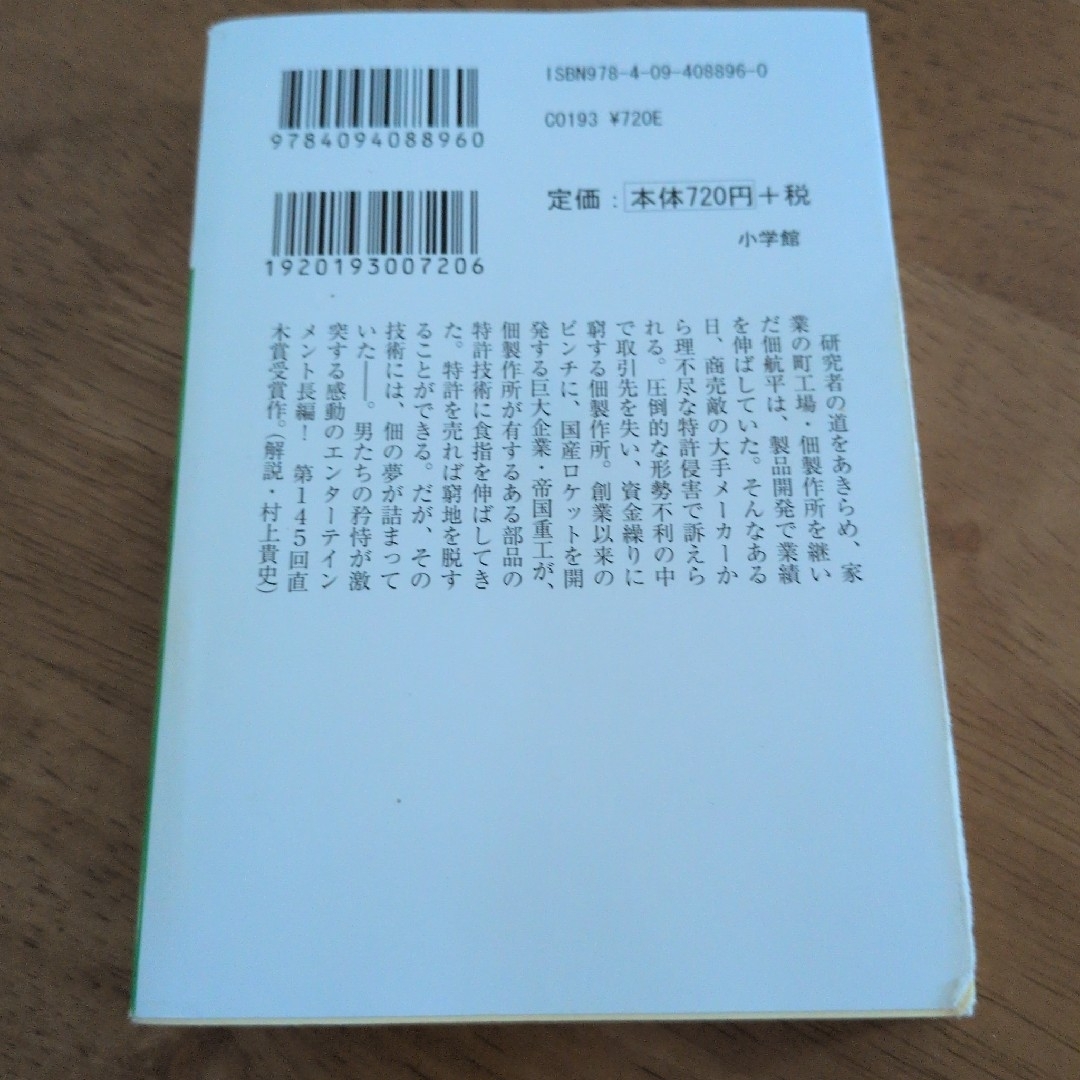 9784094088960
ISBN978-4-09-408896-0
C0193 ¥720E
1920193007206
定価：本体720円＋税
小学館
研究者の道をあきらめ、家
業の町工場・佃製作所を継い
だ佃航平は、製品開発で業績
を伸ばしていた。そんなある
日、商売敵の大手メーカーか
ら理不尽な特許侵害で訴えら
れる。圧倒的な形勢不利の中
で取引先を失い、資金繰りに
窮する佃製作所。創業以来の
ピンチに、国産ロケットを開
発する巨大企業・帝国重工が、
佃製作所が有するある部品の
特許技術に食指を伸ばしてき
た。特許を売れば窮地を脱す
ることができる。だが、その
技術には、佃の夢が詰まって
いた――。男たちの矜恃が激
突する感動のエンターテイン
メント長編！　第145回直
木賞受賞作。（解説・村上貴史）